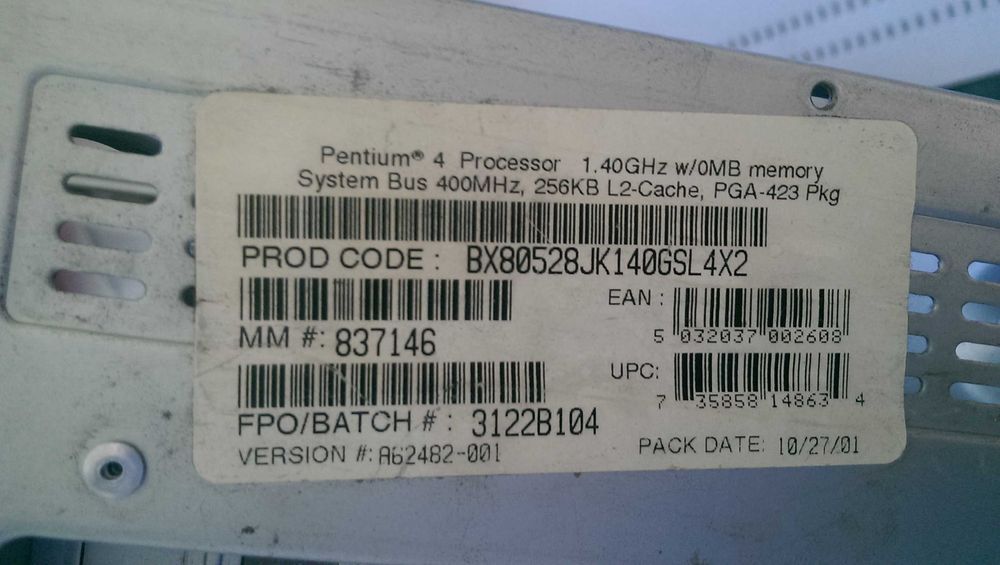 Pentium® 4 Processor 1.40GHz w/0MB memory
System Bus 400MHz, 256KB L2-Cache, PGA-423 Pkg
PROD CODE : BX80528JK140GSL4X2
MM #: 837146
EAN :
5 032037 002608
UPC:
7 35858 14863 4
FPO/BATCH # : 3122B104
VERSION #: A62482-001
PACK DATE: 10/27/01